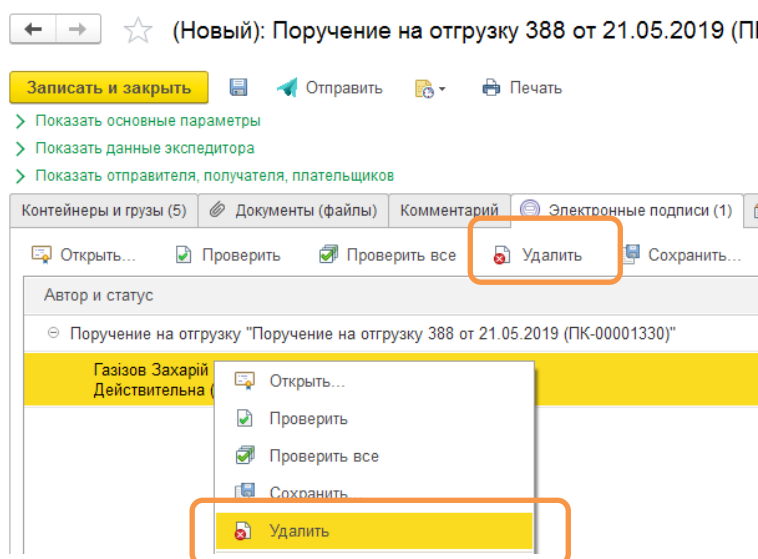 (Новый): Поручение на отгрузку 388 от 21.05.2019 (П
Записать и закрыть Отправить Печать
Показать основные параметры
Показать данные экспедитора
Показать отправителя, получателя, плательщиков
Контейнеры и грузы (5) Документы (файлы) Комментарий Электронные подписи (1)
Открыть... Проверить Проверить все Удалить Сохранить...
Автор и статус
Поручение на отгрузку "Поручение на отгрузку 388 от 21.05.2019 (ПК-00001330)"
Газізов Захарій
Действительна (
Открыть...
Проверить
Проверить все
Сохранить
Удалить